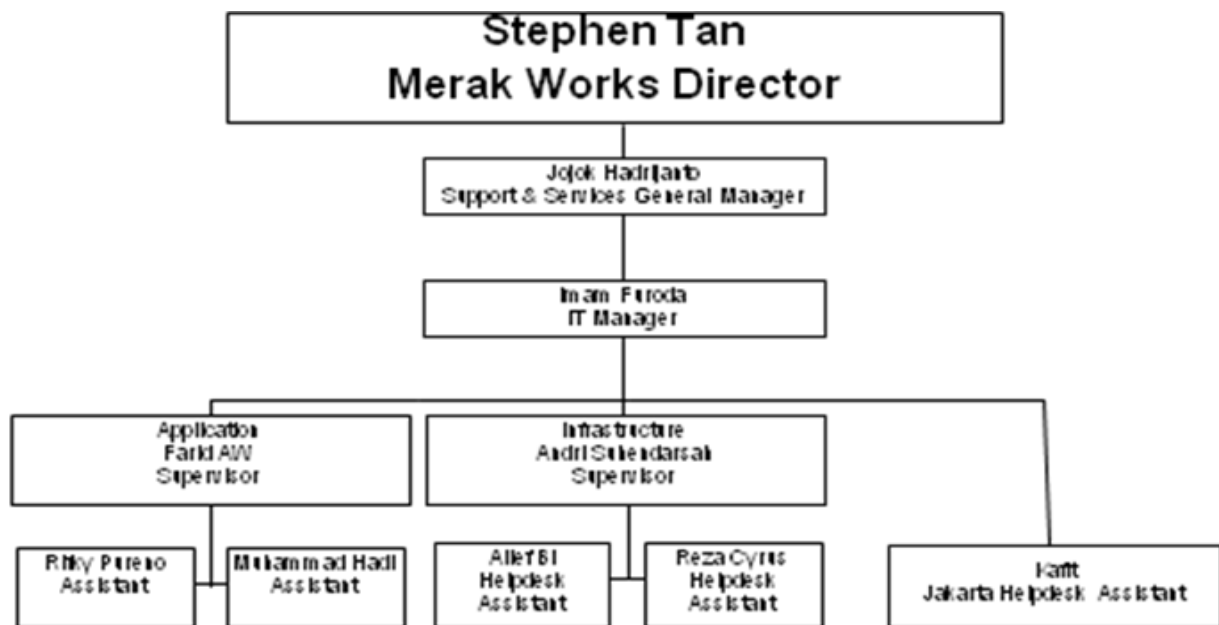 Stephen Tan
Merak Works Director
Jojok Hadrijanto
Support & Services General Manager
Imam Furoda
IT Manager
Application
Farid AW
Supervisor
Infrastructure
Andri Suhendarsah
Supervisor
Pureno
Assistant
Muhammad Hadi
Assistant
Alief BI
Helpdesk
Assistant
Reza Cyrus
Helpdesk
Assistant
Jakarta Helpdesk Assistant